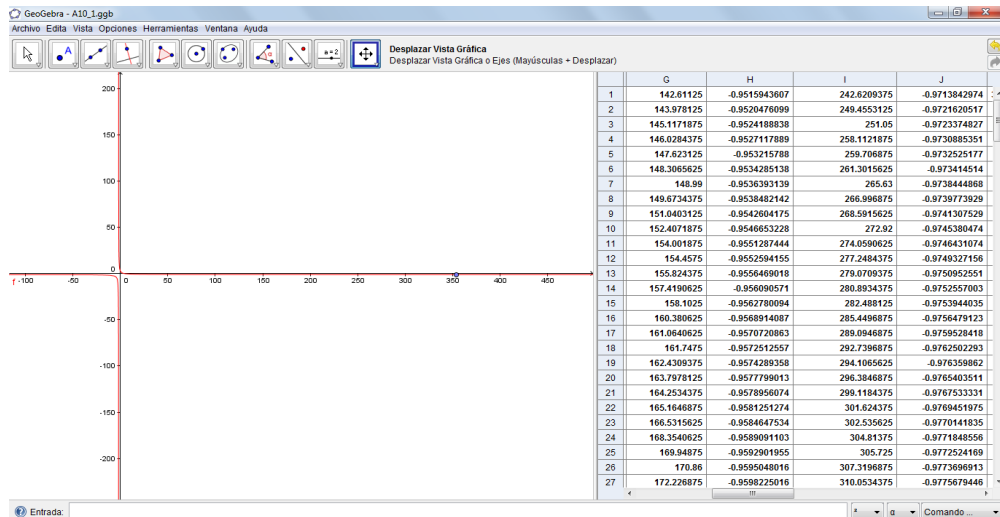 GeoGebra - A10_1.ggb
Archivo Edita Vista Opciones Herramientas Ventana Ayuda
A
α
a = 2
Desplazar Vista Gráfica
Desplazar Vista Gráfica o Ejes (Mayúsculas + Desplazar)
G H I J
1 142.61125 -0.9515943607 242.6209375 -0.9713842974
2 143.978125 -0.9520476099 249.4553125 -0.9721620517
3 145.1171875 -0.9524188838 251.05 -0.9723374827
4 146.0284375 -0.9527117889 258.1121875 -0.9730885351
5 147.623125 -0.953215788 259.706875 -0.9732525177
6 148.3065625 -0.9534285138 261.3015625 -0.973414514
7 148.99 -0.9536393139 265.63 -0.9738444868
8 149.6734375 -0.9538482142 266.996875 -0.9739773929
9 151.0403125 -0.9542604175 268.5915625 -0.9741307529
10 152.4071875 -0.9546653228 272.92 -0.9745380474
11 154.001875 -0.9551287444 274.0590625 -0.9746431074
12 154.4575 -0.9552594155 277.2484375 -0.9749327156
13 155.824375 -0.9556469018 279.0709375 -0.9750952551
14 157.4190625 -0.956090571 280.8934375 -0.9752557003
15 158.1025 -0.9562780094 282.488125 -0.9753944035
16 160.380625 -0.9568914087 285.4496875 -0.9756479123
17 161.0640625 -0.9570720863 289.0946875 -0.9759528418
18 161.7475 -0.9572512557 292.7396875 -0.9762502293
19 162.4309375 -0.9574289358 294.1065625 -0.976359862
20 163.7978125 -0.9577799013 296.3846875 -0.9765403511
21 164.2534375 -0.9578956074 299.1184375 -0.9767533331
22 165.1646875 -0.9581251274 301.624375 -0.9769451975
23 166.5315625 -0.9584647534 302.535625 -0.9770141835
24 168.3540625 -0.9589091103 304.81375 -0.9771848556
25 169.94875 -0.9592901955 305.725 -0.9772524169
26 170.86 -0.9595048016 307.3196875 -0.9773696913
27 172.226875 -0.9598225016 310.0534375 -0.9775679446
200
150
100
50
0
f -100 -50 0 50 100 150 200 250 300 350 400 450
-50
-100
-150
-200
Entrada:
α
Comando ...